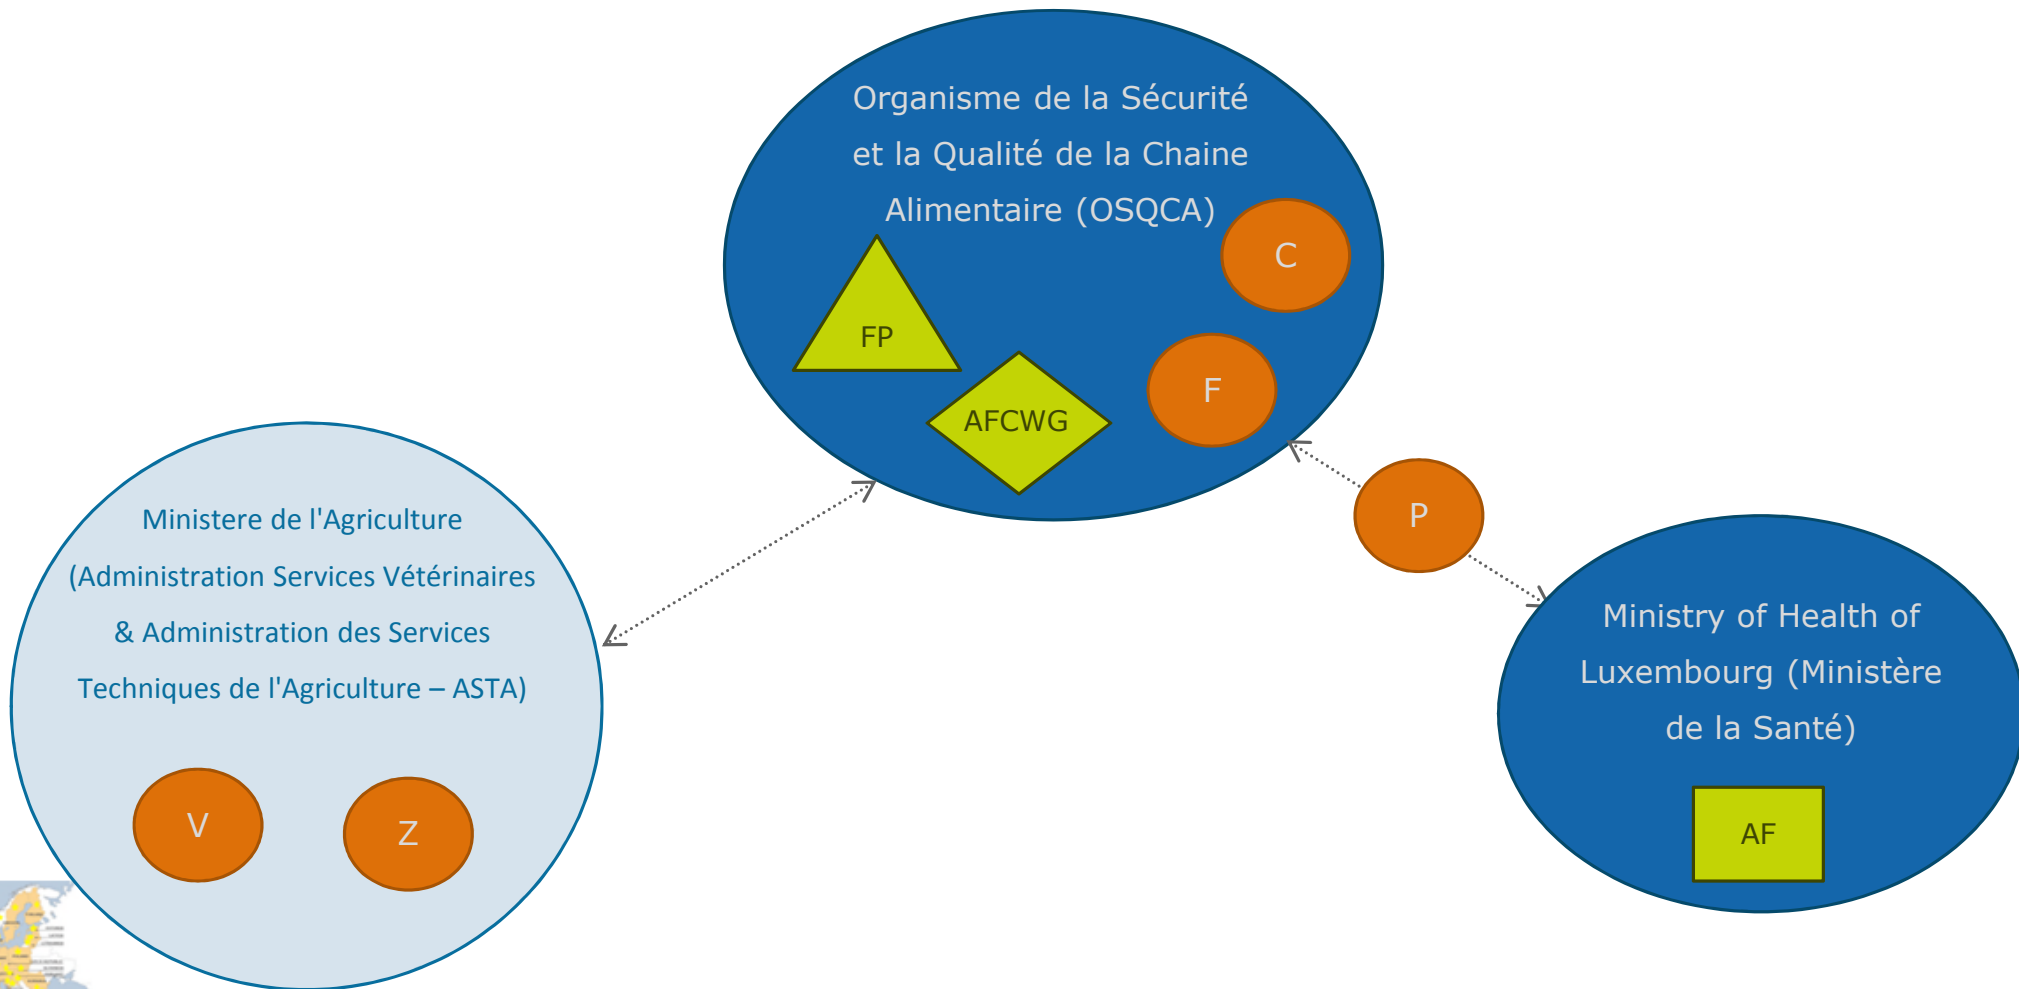 Organisme de la Sécurité
et la Qualité de la Chaine
Alimentaire (OSQCA)
C
FP
F
AFCWG
P
Ministere de l'Agriculture
(Administration Services Vétérinaires
& Administration des Services
Techniques de l'Agriculture – ASTA)
V
Z
Ministry of Health of
Luxembourg (Ministère
de la Santé)
AF